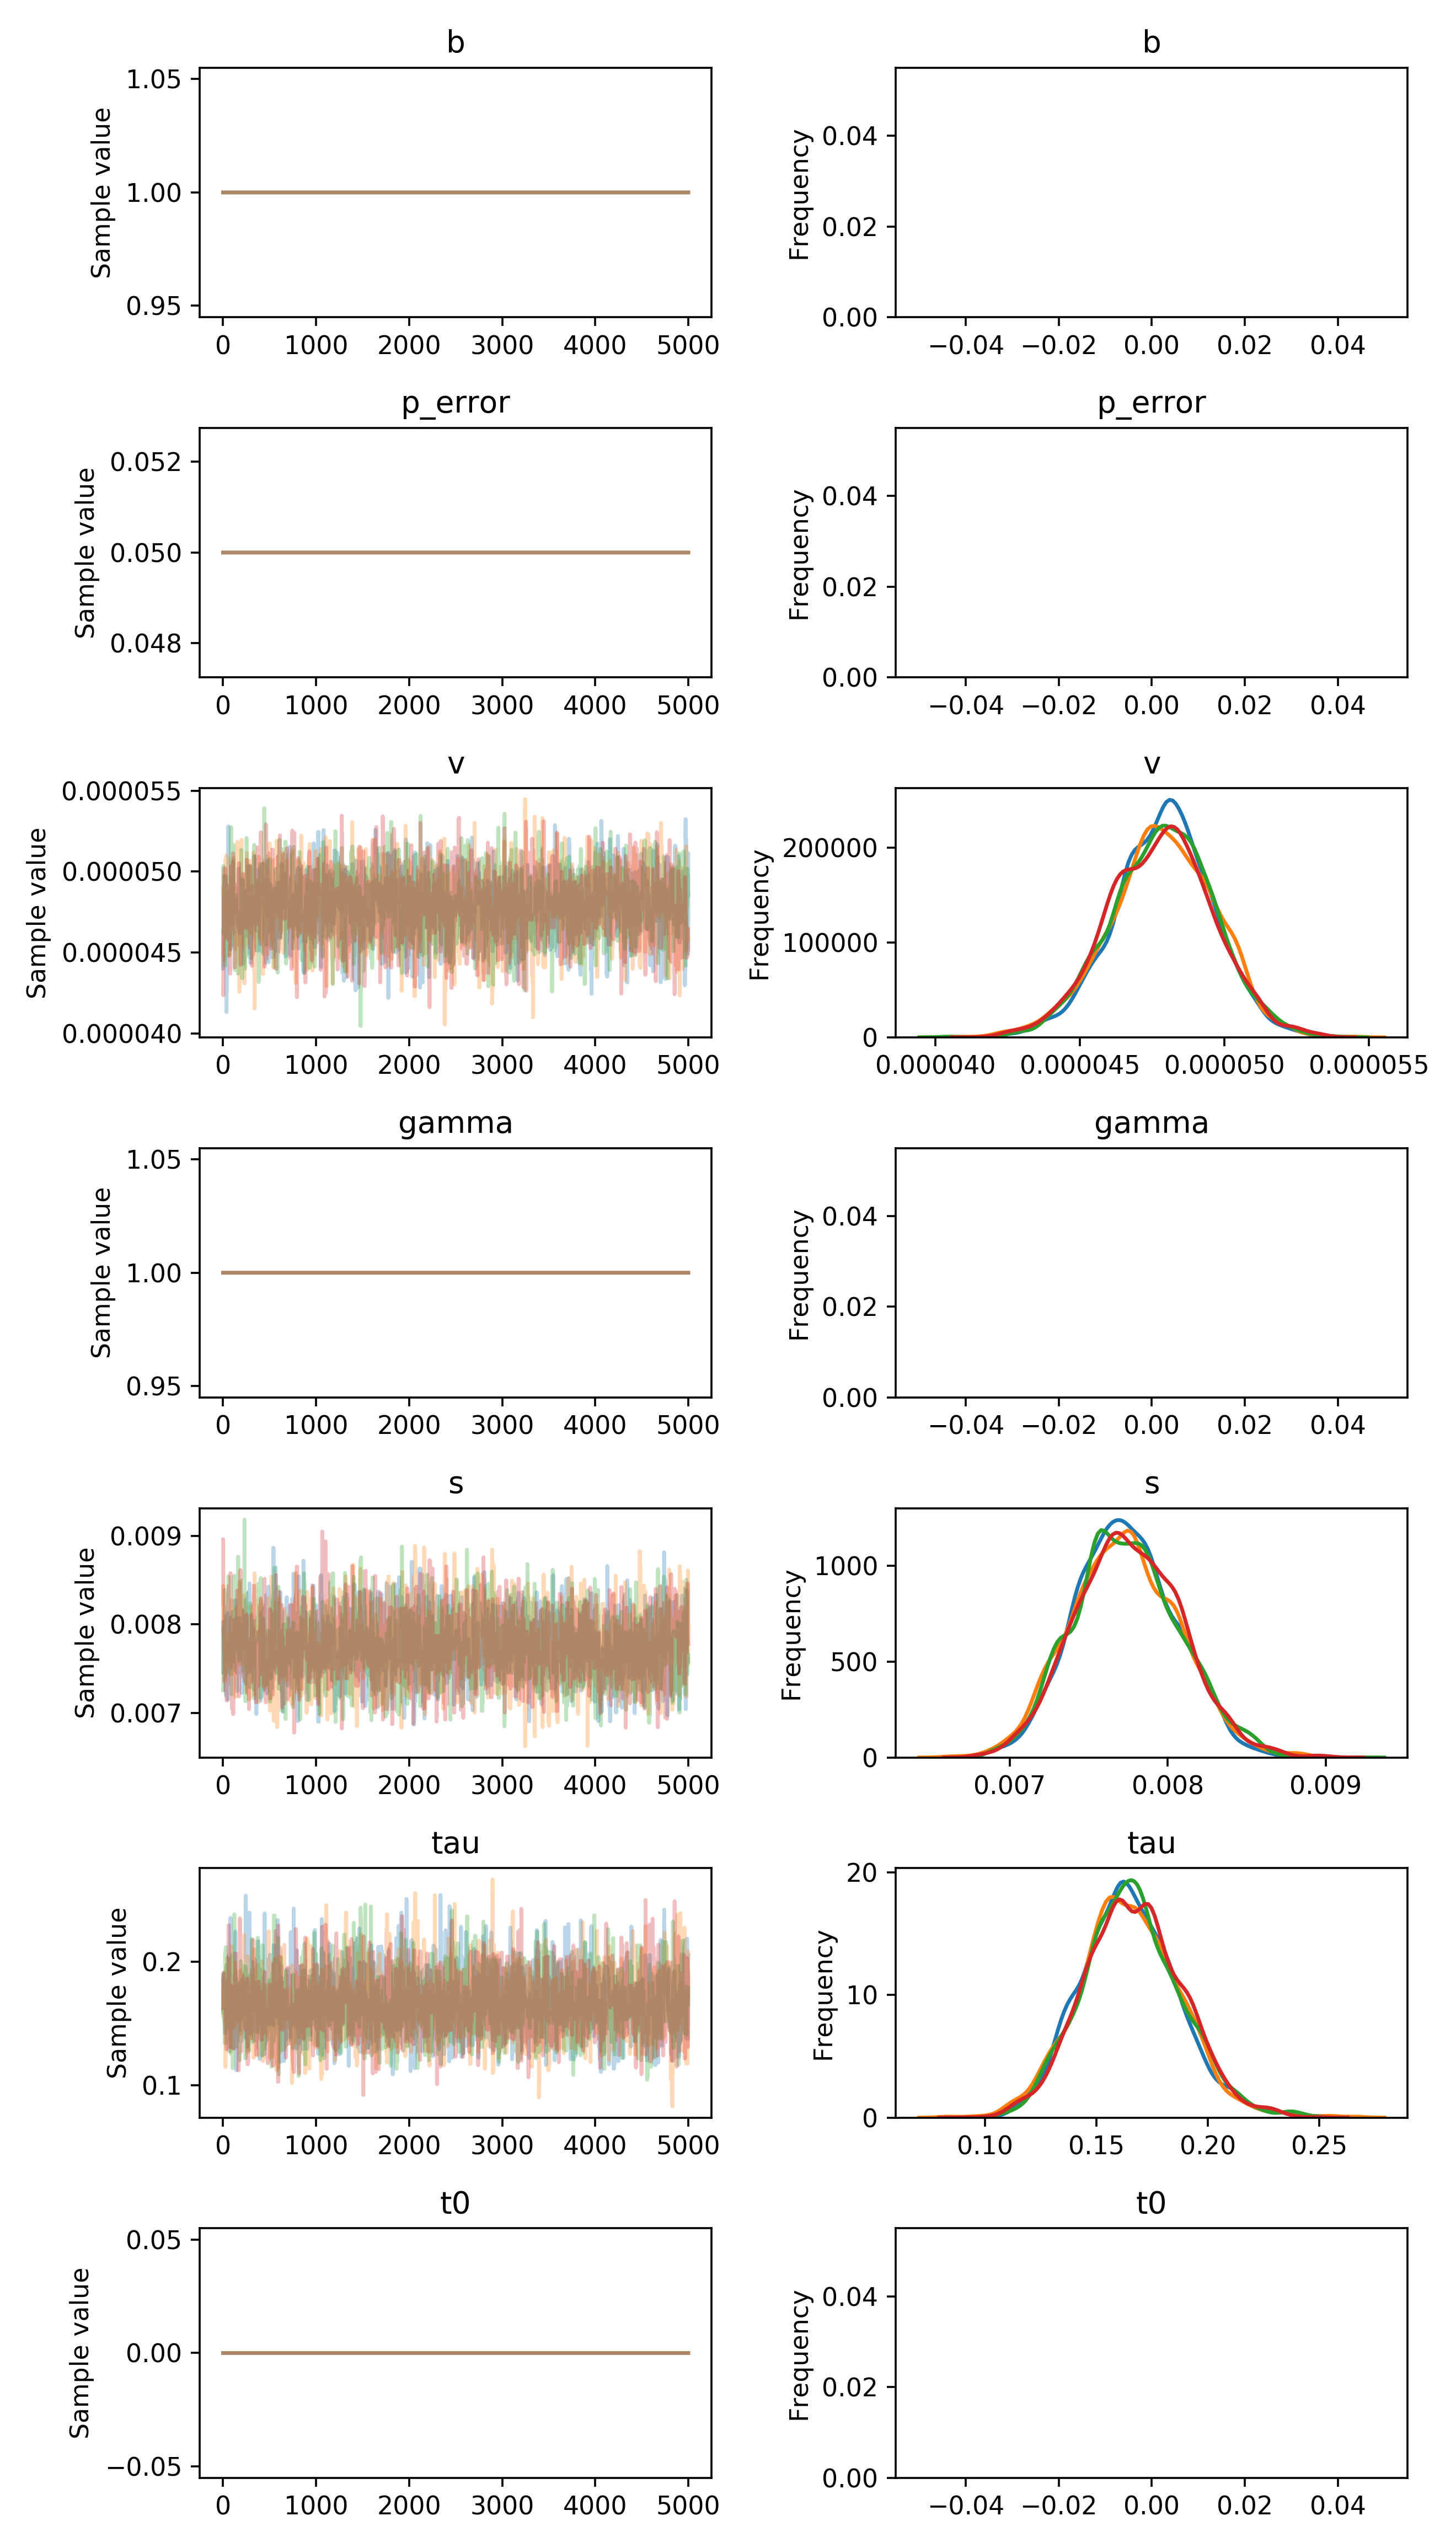 b
b
Sample value
1.05
1.00
0.95
0 1000 2000 3000 4000 5000
Frequency
0.04
0.02
0.00
−0.04 −0.02 0.00 0.02 0.04
p_error
p_error
Sample value
0.052
0.050
0.048
0 1000 2000 3000 4000 5000
Frequency
0.04
0.02
0.00
−0.04 −0.02 0.00 0.02 0.04
v
v
Sample value
0.000055
0.000050
0.000045
0.000040
0 1000 2000 3000 4000 5000
Frequency
200000
100000
0
0.000040 0.000045 0.000050 0.000055
gamma
gamma
Sample value
1.05
1.00
0.95
0 1000 2000 3000 4000 5000
Frequency
0.04
0.02
0.00
−0.04 −0.02 0.00 0.02 0.04
s
s
Sample value
0.009
0.008
0.007
0 1000 2000 3000 4000 5000
Frequency
1000
500
0
0.007 0.008 0.009
tau
tau
Sample value
0.2
0.1
0 1000 2000 3000 4000 5000
Frequency
20
10
0
0.10 0.15 0.20 0.25
t0
t0
Sample value
0.05
0.00
−0.05
0 1000 2000 3000 4000 5000
Frequency
0.04
0.02
0.00
−0.04 −0.02 0.00 0.02 0.04